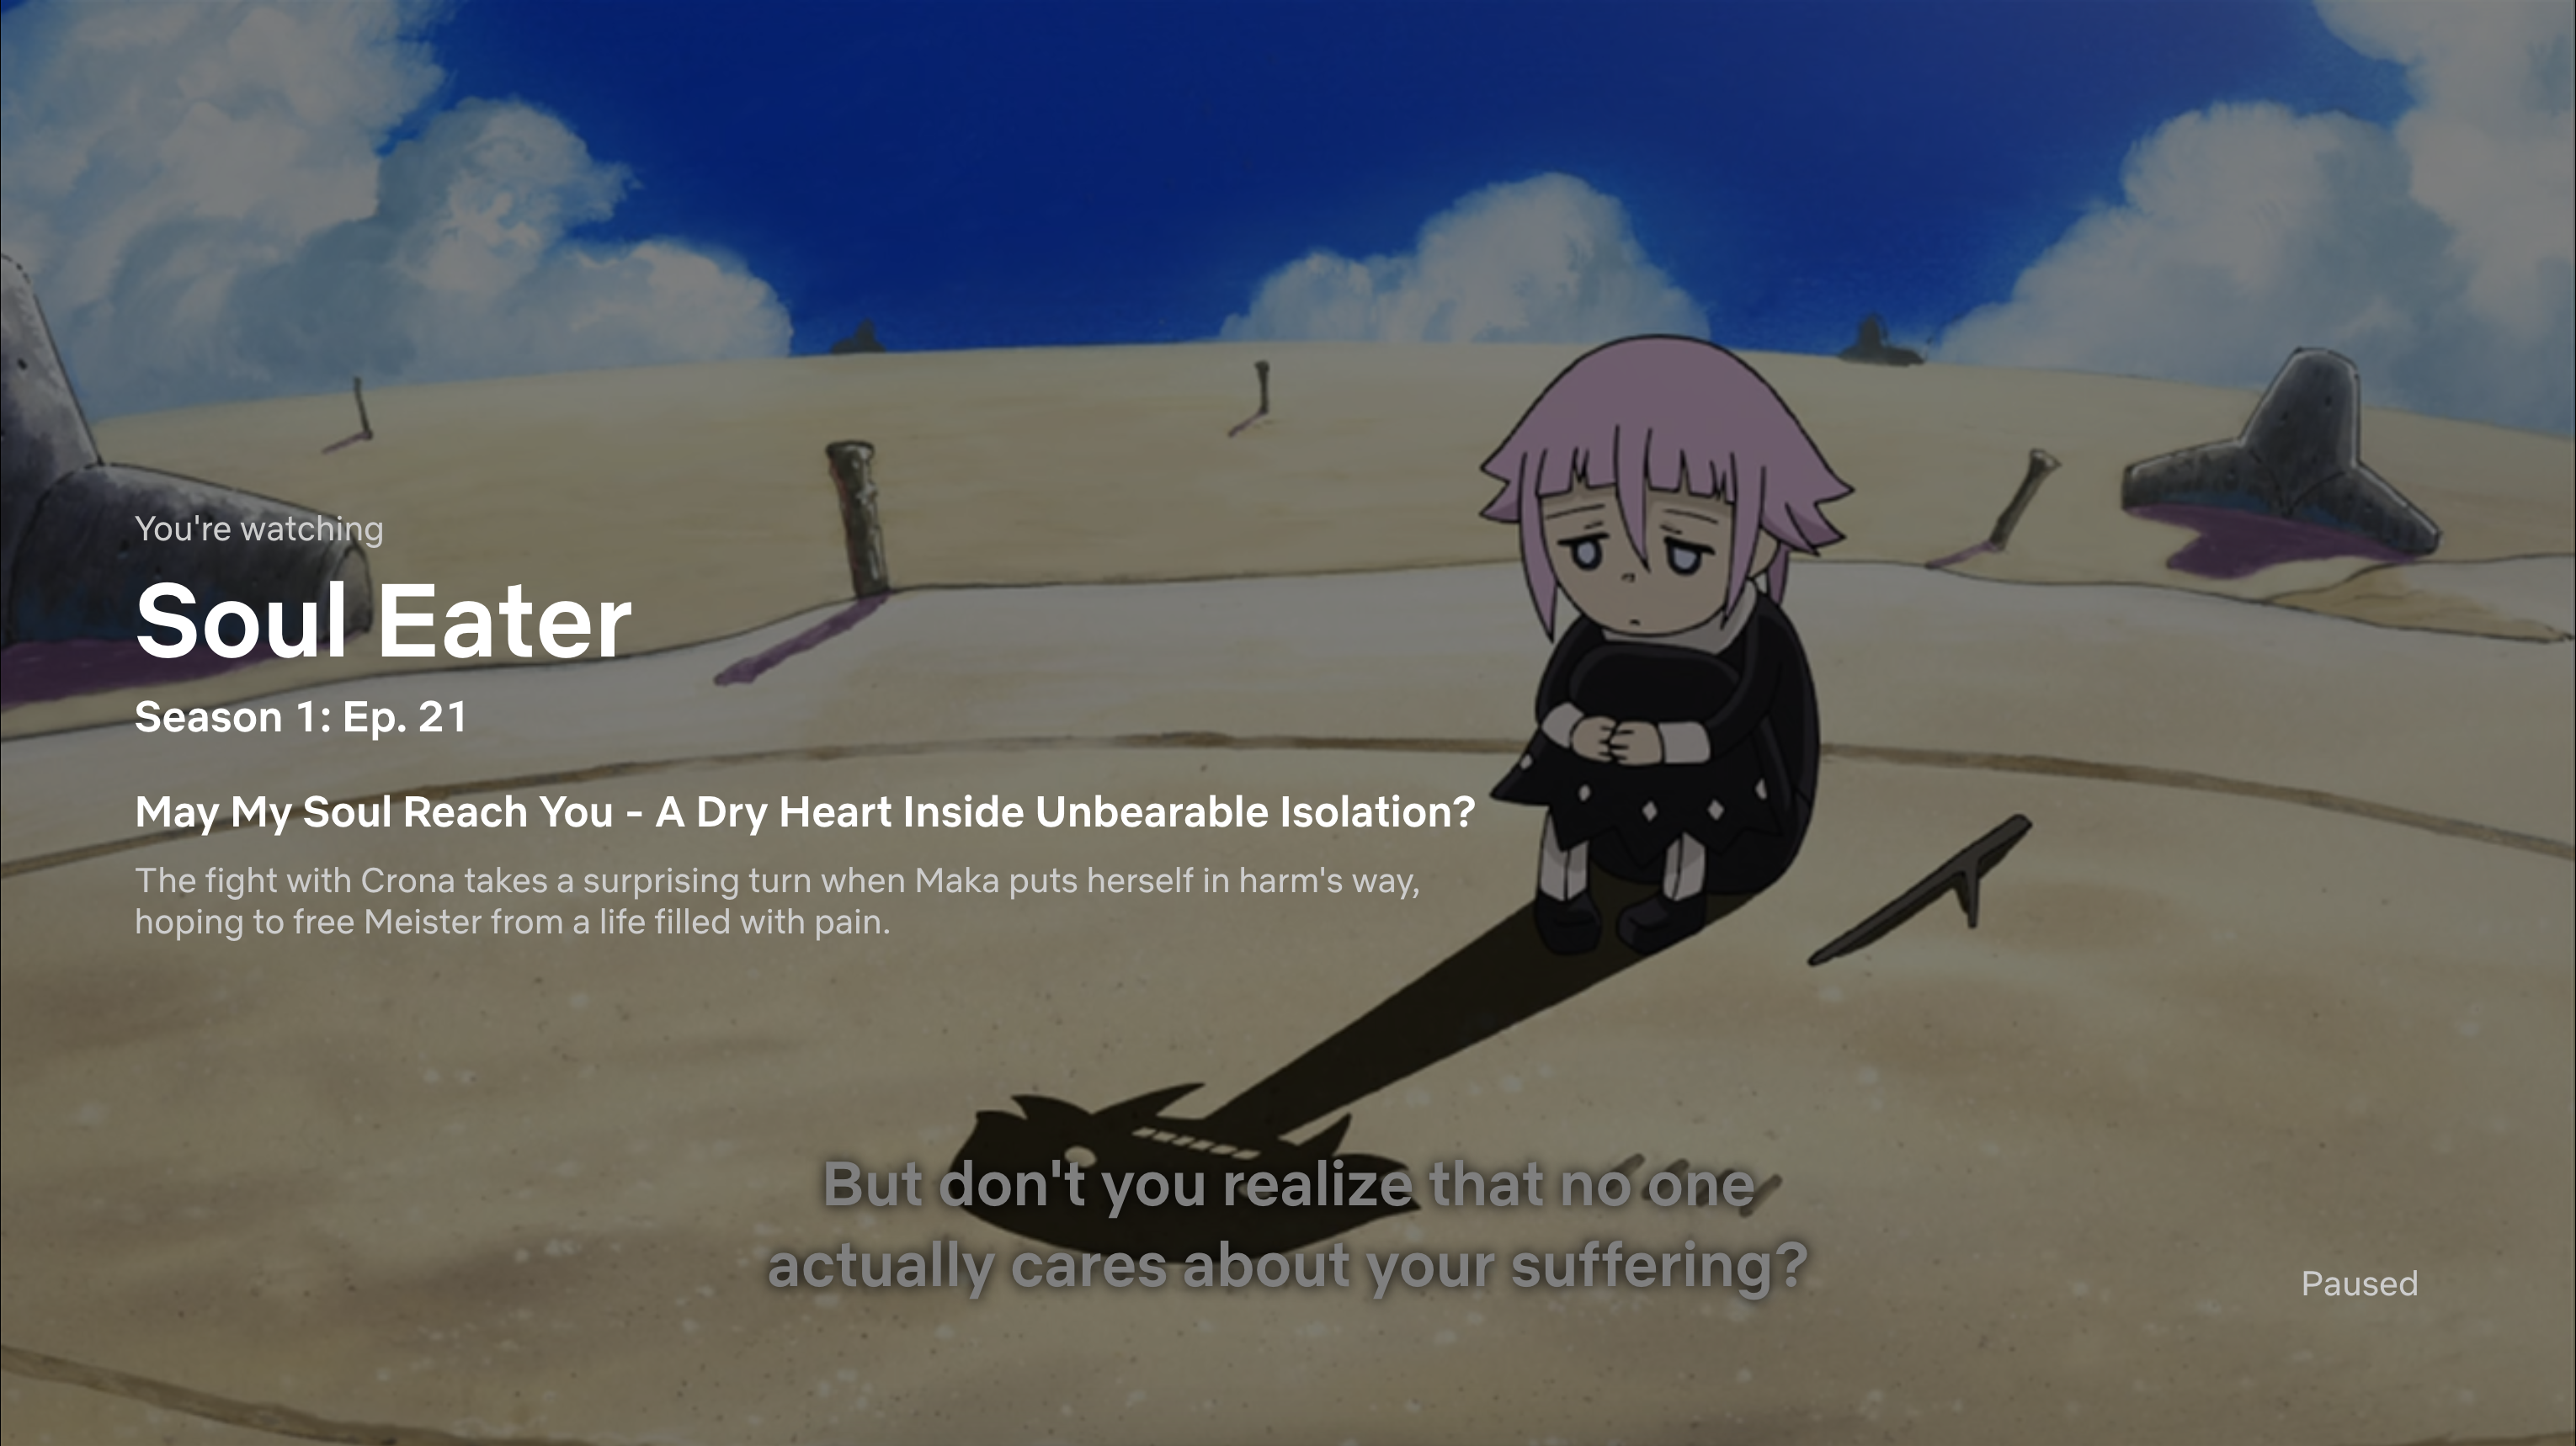 You're watching
Soul Eater
Season 1: Ep. 21
May My Soul Reach You - A Dry Heart Inside Unbearable Isolation?
The fight with Crona takes a surprising turn when Maka puts herself in harm's way,
hoping to free Meister from a life filled with pain.
But don't you realize that no one
actually cares about your suffering?
Paused